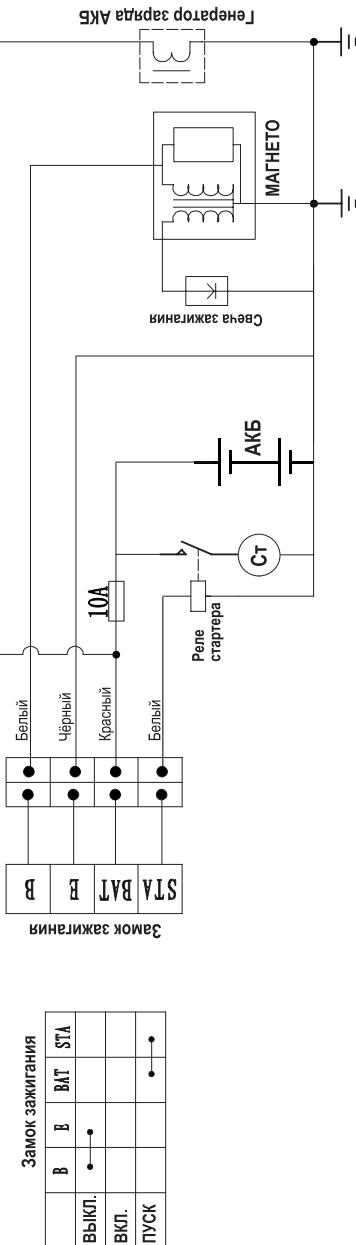 Генератор заряда АКБ
МАГНЕТО
Свеча зажигания
АКБ
Ст
Реле
стартера
10А
Белый
Чёрный
Красный
Белый
B
E
BAT
STA
Замок зажигания
Замок зажигания
B E BAT STA
ВЫКЛ.
ВКЛ.
ПУСК